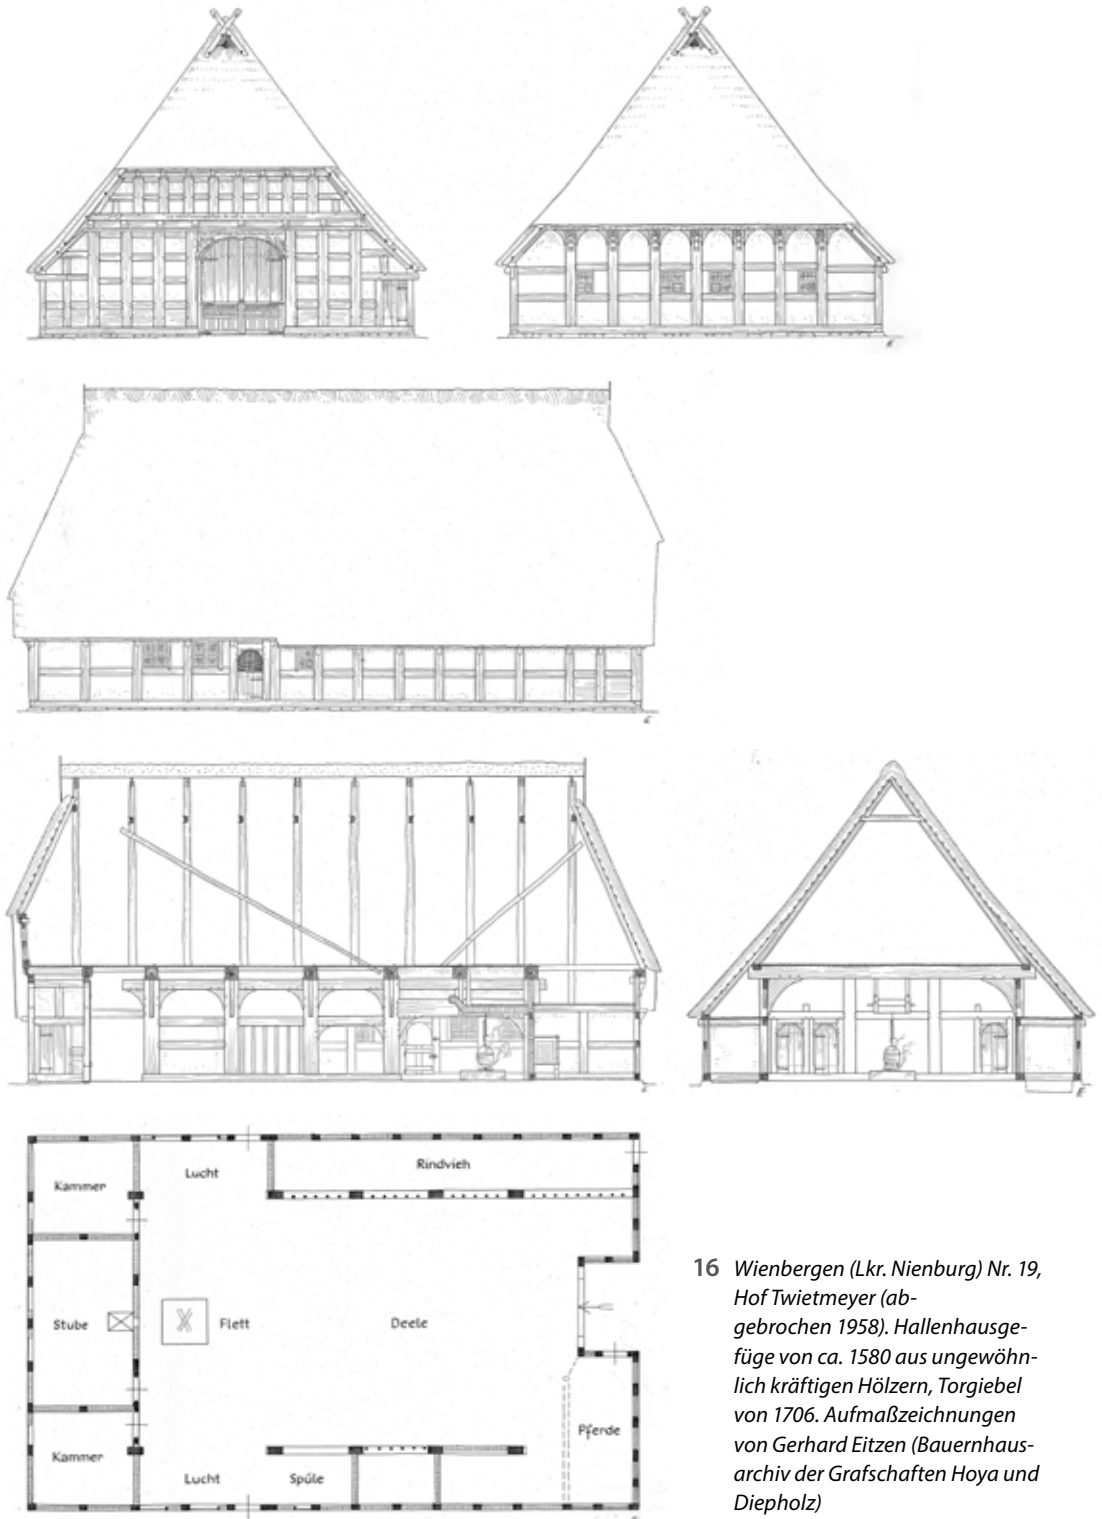 Kammer
Lucht
Rindvieh
Stube
Flett
Deele
Kammer
Lucht
Spüle
Pferde
16 Wienbergen (Lkr. Nienburg) Nr. 19,
Hof Twietmeyer (ab-
gebrochen 1958). Hallenhausge-
füge von ca. 1580 aus ungewöhn-
lich kräftigen Hölzern, Torgiebel
von 1706. Aufmaßzeichnungen
von Gerhard Eitzen (Bauernhaus-
archiv der Grafschaften Hoya und
Diepholz)